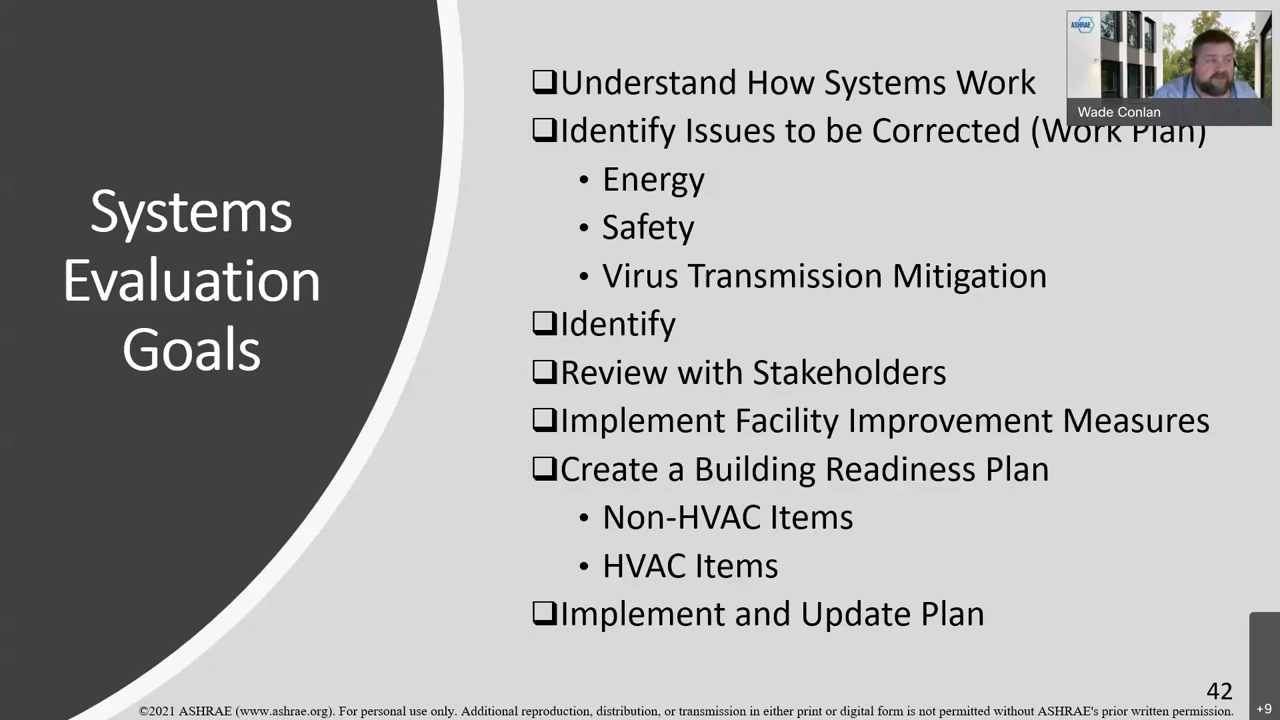 Systems
Evaluation
Goals
❑Understand How Systems Work
❑Identify Issues to be Corrected (Work Plan)
• Energy
• Safety
• Virus Transmission Mitigation
❑Identify
❑Review with Stakeholders
❑Implement Facility Improvement Measures
❑Create a Building Readiness Plan
• Non-HVAC Items
• HVAC Items
❑Implement and Update Plan
ASHRAE
Wade Conlan
42
©2021 ASHRAE (www.ashrae.org). For personal use only. Additional reproduction, distribution, or transmission in either print or digital form is not permitted without ASHRAE's prior written permission.
+9